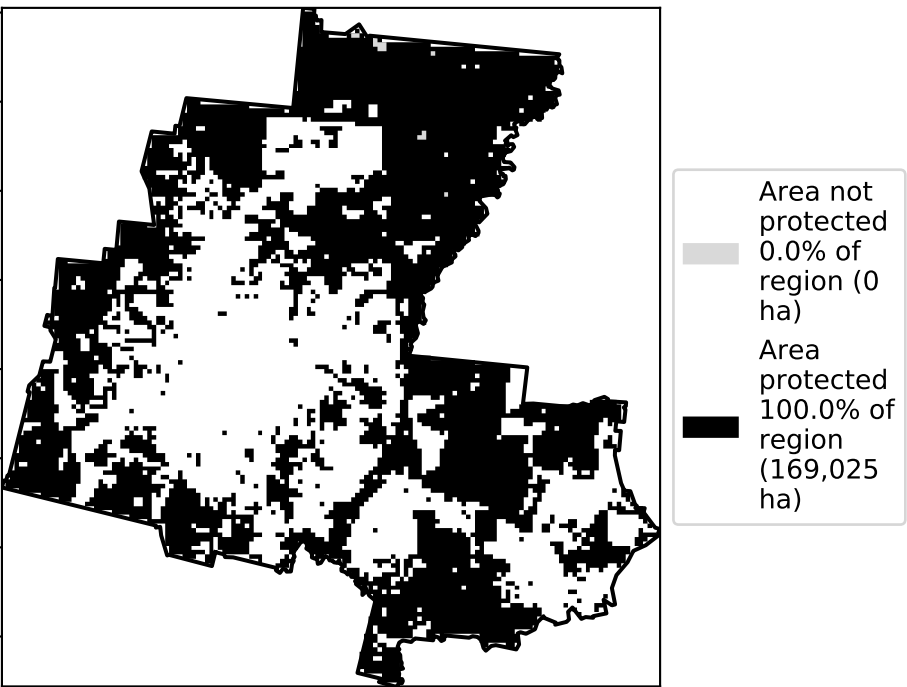 Area not
protected
0.0% of
region (0
ha)
Area
protected
100.0% of
region
(169,025
ha)